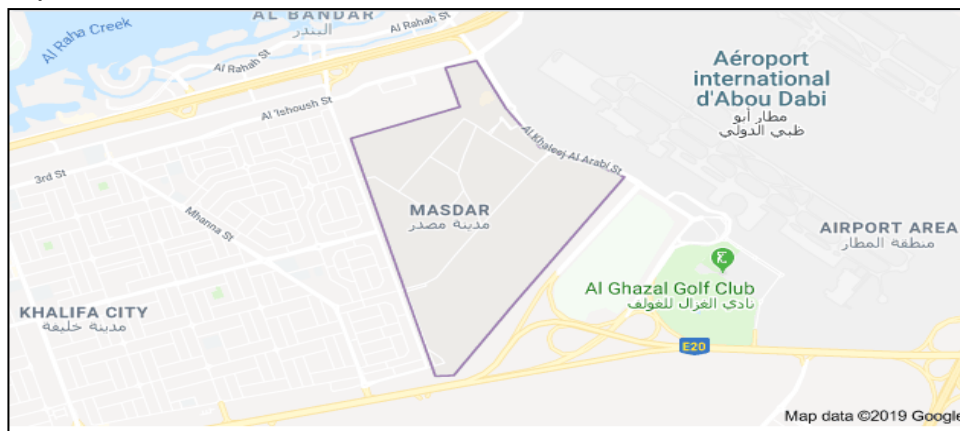 AL BANDAR
البندر
Al Rahah St
Al Raha Creek
Al Rahah St
Aéroport
international
d'Abou Dabi
مطار أبو
ظبي الدولي
Al 'Ishoush St
Al Khaleej Al Arabi St
3rd St
Mhanna St
MASDAR
مدينة مصدر
AIRPORT AREA
منطقة المطار
Al Ghazal Golf Club
نادي الغزال للغولف
KHALIFA CITY
مدينة خليفة
E20
Map data ©2019 Google